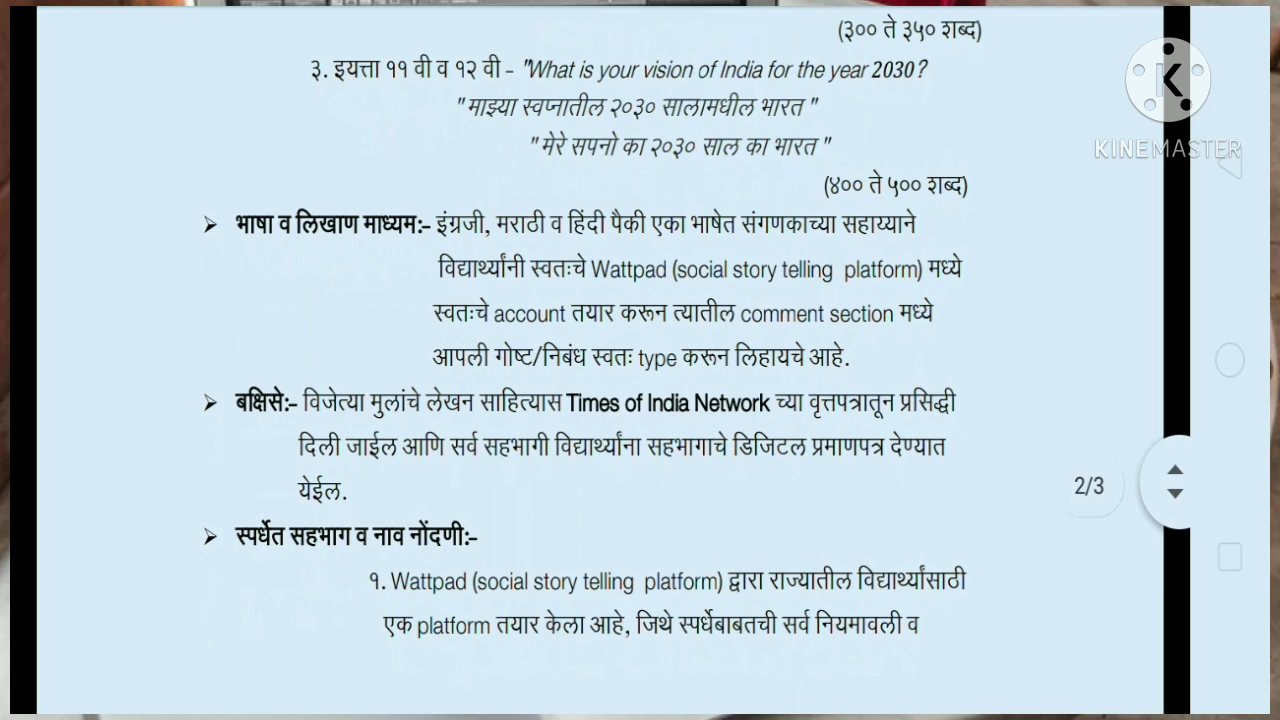 (३०० ते ३५० शब्द)
३. इयत्ता ११ वी व १२ वी - "What is your vision of India for the year 2030?
"माझ्या स्वप्नातील २०३० सालामधील भारत"
"मेरे सपनो का २०३० साल का भारत"
(४०० ते ५०० शब्द)
➢ भाषा व लिखाण माध्यम:- इंग्रजी, मराठी व हिंदी पैकी एका भाषेत संगणकाच्या सहाय्याने
विद्यार्थ्यांनी स्वतःचे Wattpad (social story telling platform) मध्ये
स्वतःचे account तयार करून त्यातील comment section मध्ये
आपली गोष्ट/निबंध स्वतः type करून लिहायचे आहे.
➢ बक्षिसे:- विजेत्या मुलांचे लेखन साहित्यास Times of India Network च्या वृत्तपत्रातून प्रसिद्धी
दिली जाईल आणि सर्व सहभागी विद्यार्थ्यांना सहभागाचे डिजिटल प्रमाणपत्र देण्यात
येईल.
➢ स्पर्धेत सहभाग व नाव नोंदणी:-
१. Wattpad (social story telling platform) द्वारा राज्यातील विद्यार्थ्यांसाठी
एक platform तयार केला आहे, जिथे स्पर्धेबाबतची सर्व नियमावली व
K
KINEMASTER
2/3